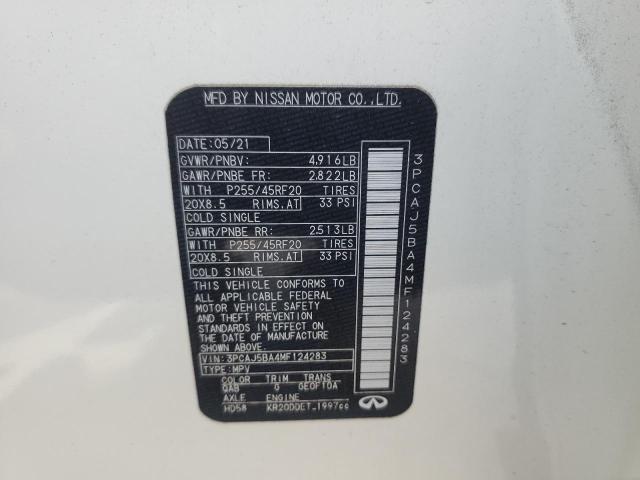 MFD BY NISSAN MOTOR CO.,LTD.
DATE: 05/21
GVWR/PNBV: 4,916LB
GAWR/PNBE FR: 2,822LB
WITH P255/45RF20 TIRES
20X8.5 RIMS.AT 33 PSI
COLD SINGLE
GAWR/PNBE RR: 2,513LB
WITH P255/45RF20 TIRES
20X8.5 RIMS.AT 33 PSI
COLD SINGLE
THIS VEHICLE CONFORMS TO
ALL APPLICABLE FEDERAL
MOTOR VEHICLE SAFETY
AND THEFT PREVENTION
STANDARDS IN EFFECT ON THE
DATE OF MANUFACTURE
SHOWN ABOVE.
VIN: 3PCAJ5BA4MF124283
TYPE: MPV
COLOR TRIM TRANS
QAB G GEOF1DA
AXLE ENGINE
HD58 KR20DDET 1997cc
3PCAJ5BA4MF124283